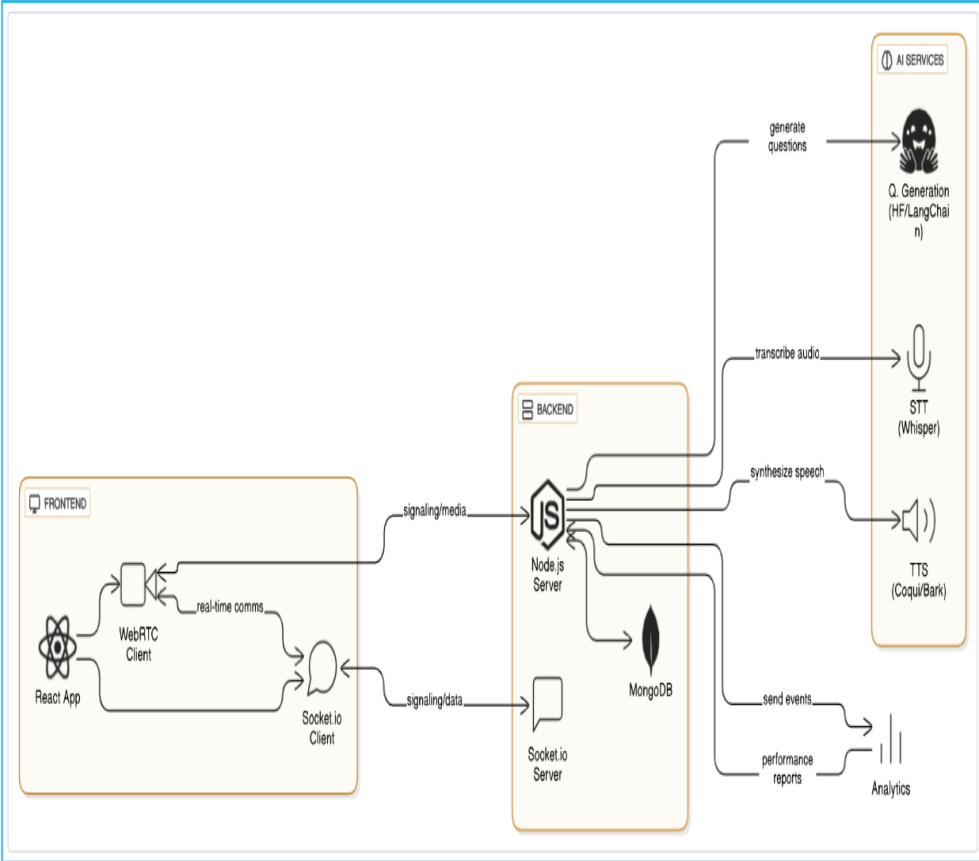 AI SERVICES
generate
questions
Q. Generation
(HF/LangChai
n)
transcribe audio
STT
(Whisper)
BACKEND
synthesize speech
FRONTEND
signaling/media
JS
Node.js
Server
TTS
(Coqui/Bark)
real-time comms
WebRTC
Client
React App
MongoDB
signaling/data
send events
Socket.io
Client
Socket.io
Server
performance
reports
Analytics